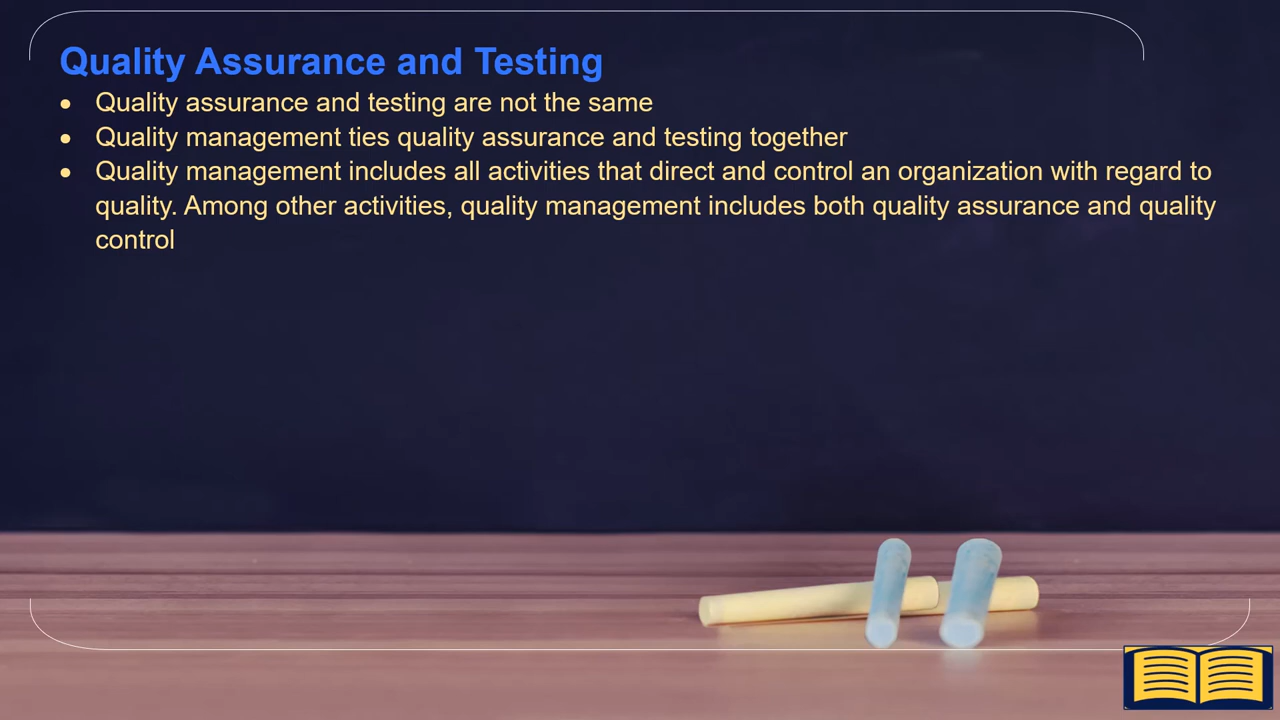 Quality Assurance and Testing
• Quality assurance and testing are not the same
• Quality management ties quality assurance and testing together
• Quality management includes all activities that direct and control an organization with regard to
quality. Among other activities, quality management includes both quality assurance and quality
control